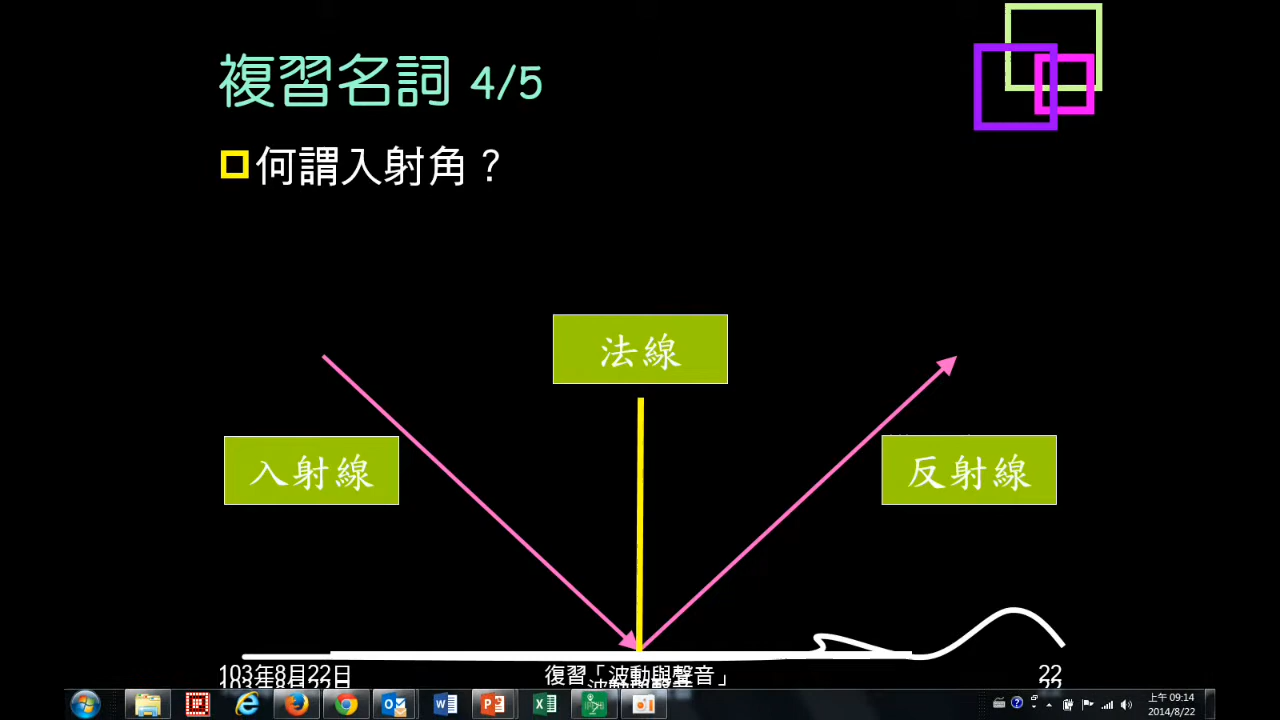 複習名詞 4/5
何謂入射角？
法線
入射線
反射線
103年8月22日
復習「波動與聲音」
22
上午 09:14
2014/8/22